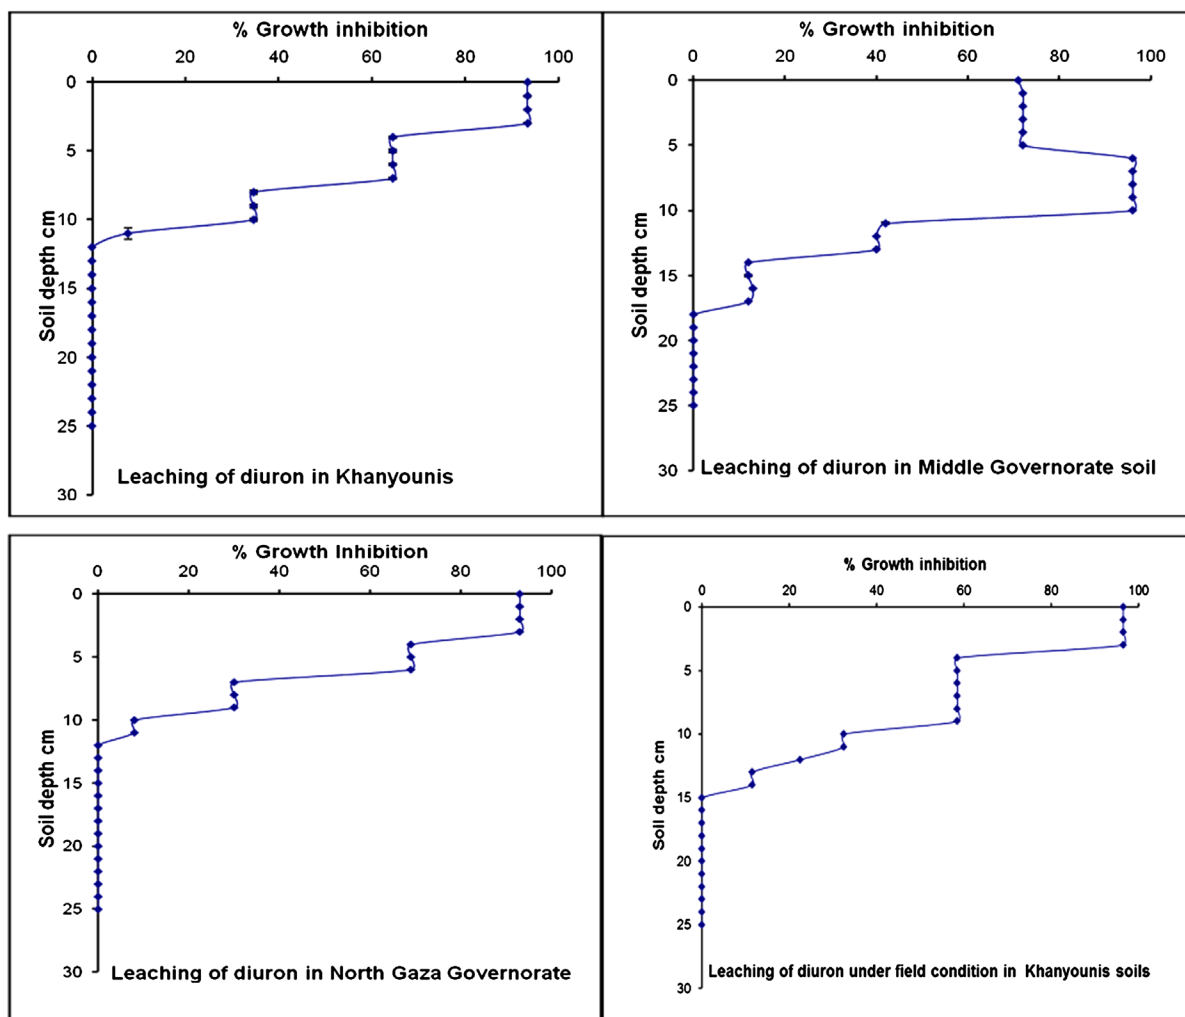 % Growth inhibition
0 20 40 60 80 100
0
5
10
15
20
25
30
Soil depth cm
Leaching of diuron in Khanyounis
% Growth inhibition
0 20 40 60 80 100
0
5
10
15
20
25
30
Soil depth cm
Leaching of diuron in Middle Governorate soil
% Growth Inhibition
0 20 40 60 80 100
0
5
10
15
20
25
30
Soil depth cm
Leaching of diuron in North Gaza Governorate
% Growth inhibition
0 20 40 60 80 100
0
5
10
15
20
25
30
Soil depth cm
Leaching of diuron under field condition in Khanyounis soils